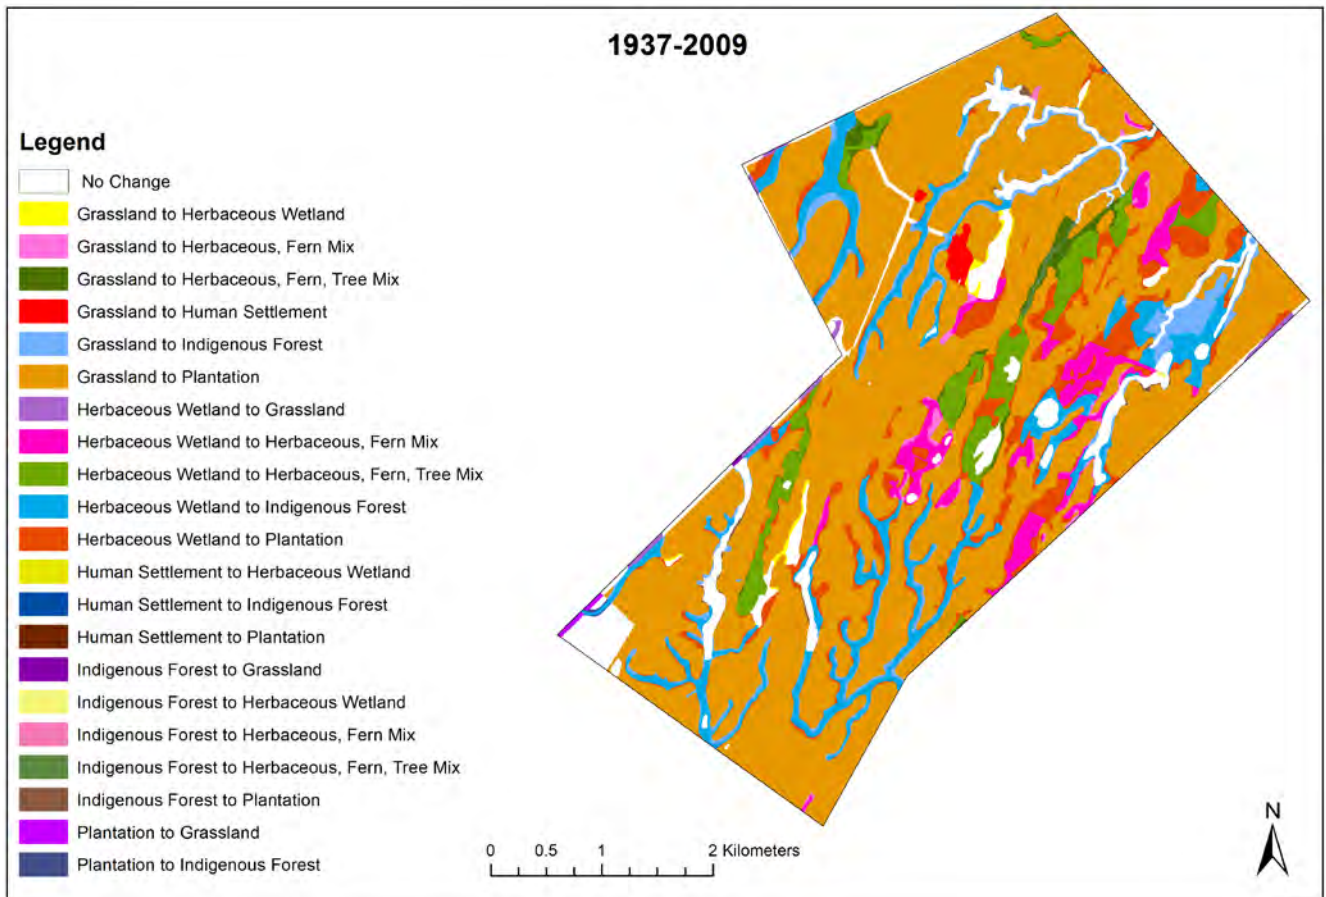 1937-2009
Legend
No Change
Grassland to Herbaceous Wetland
Grassland to Herbaceous, Fern Mix
Grassland to Herbaceous, Fern, Tree Mix
Grassland to Human Settlement
Grassland to Indigenous Forest
Grassland to Plantation
Herbaceous Wetland to Grassland
Herbaceous Wetland to Herbaceous, Fern Mix
Herbaceous Wetland to Herbaceous, Fern, Tree Mix
Herbaceous Wetland to Indigenous Forest
Herbaceous Wetland to Plantation
Human Settlement to Herbaceous Wetland
Human Settlement to Indigenous Forest
Human Settlement to Plantation
Indigenous Forest to Grassland
Indigenous Forest to Herbaceous Wetland
Indigenous Forest to Herbaceous, Fern Mix
Indigenous Forest to Herbaceous, Fern, Tree Mix
Indigenous Forest to Plantation
Plantation to Grassland
Plantation to Indigenous Forest
0 0.5 1 2 Kilometers
N